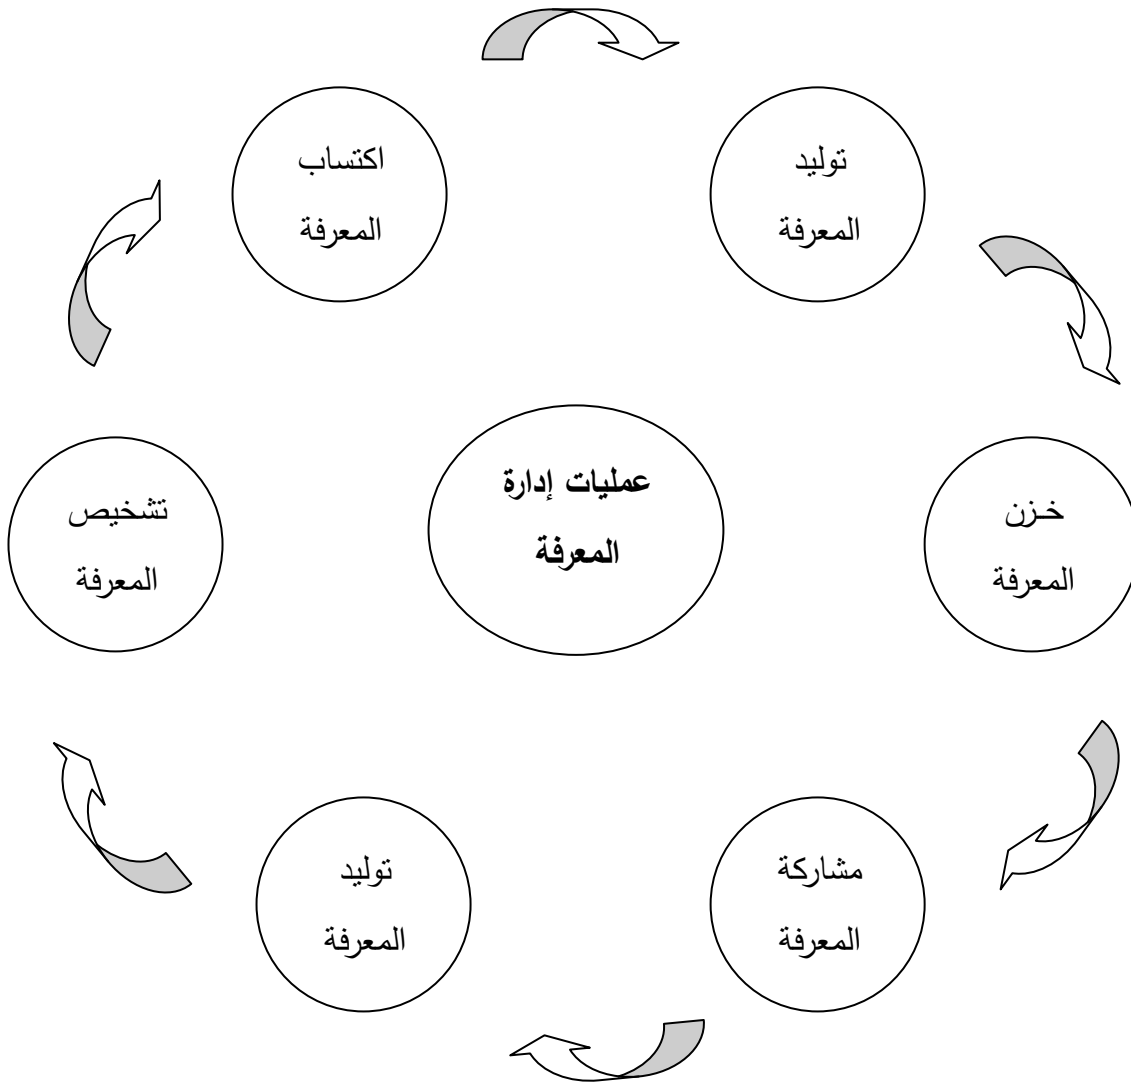 اكتساب
المعرفة
توليد
المعرفة
تشخيص
المعرفة
عمليات إدارة
المعرفة
خـزن
المعرفة
توليد
المعرفة
مشاركة
المعرفة